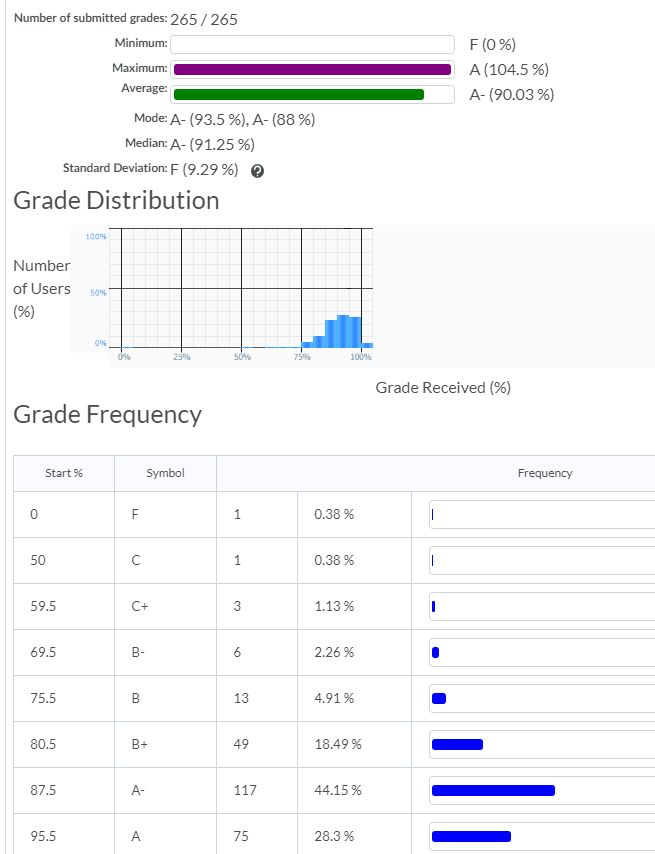 Number of submitted grades: 265 / 265
Minimum: F (0 %)
Maximum: A (104.5 %)
Average: A- (90.03 %)
Mode: A- (93.5 %), A- (88 %)
Median: A- (91.25 %)
Standard Deviation: F (9.29 %) ?
Grade Distribution
Number of Users (%)
100%
50%
0%
0% 25% 50% 75% 100%
Grade Received (%)
Grade Frequency
Start % Symbol Frequency
0 F 1 0.38 %
50 C 1 0.38 %
59.5 C+ 3 1.13 %
69.5 B- 6 2.26 %
75.5 B 13 4.91 %
80.5 B+ 49 18.49 %
87.5 A- 117 44.15 %
95.5 A 75 28.3 %